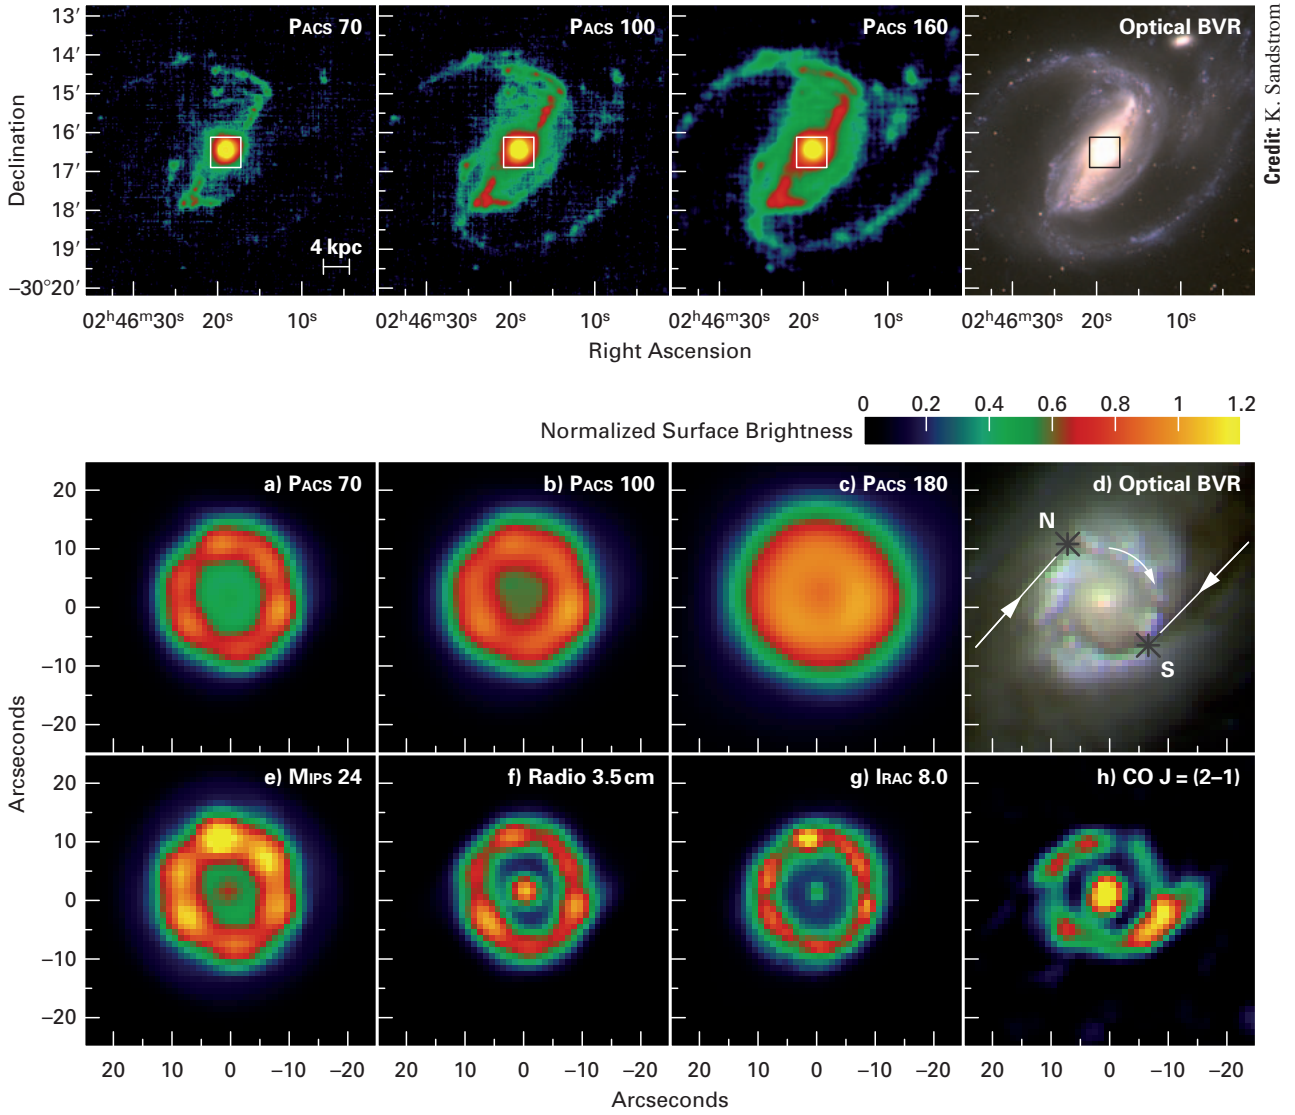 PACS 70
PACS 100
PACS 160
Optical BVR
13′
14′
15′
16′
17′
18′
19′
−30°20′
Declination
4 kpc
Credit: K. Sandstrom
02ʰ46ᵐ30ˢ 20ˢ 10ˢ
02ʰ46ᵐ30ˢ 20ˢ 10ˢ
02ʰ46ᵐ30ˢ 20ˢ 10ˢ
02ʰ46ᵐ30ˢ 20ˢ 10ˢ
Right Ascension
0 0.2 0.4 0.6 0.8 1 1.2
Normalized Surface Brightness
a) PACS 70
b) PACS 100
c) PACS 180
d) Optical BVR
N
S
20
10
0
−10
−20
Arcseconds
e) MIPS 24
f) Radio 3.5 cm
g) IRAC 8.0
h) CO J = (2–1)
20
10
0
−10
−20
20 10 0 −10 −20
20 10 0 −10 −20
20 10 0 −10 −20
20 10 0 −10 −20
Arcseconds